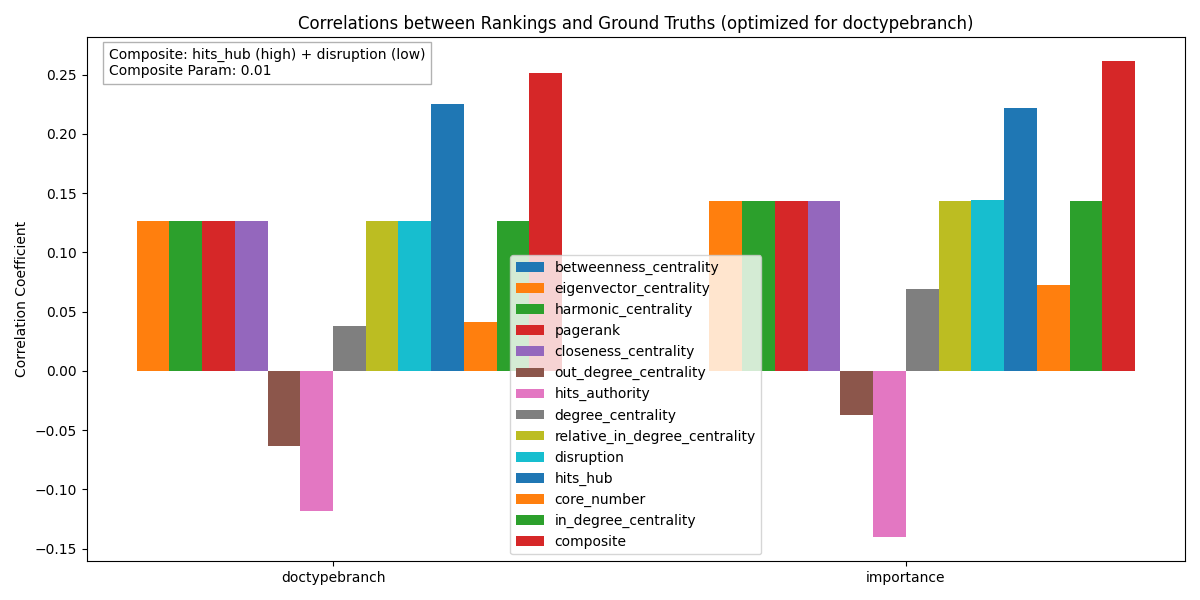 Correlations between Rankings and Ground Truths (optimized for doctypebranch)
Composite: hits_hub (high) + disruption (low)
Composite Param: 0.01
Correlation Coefficient
0.25
0.20
0.15
0.10
0.05
0.00
−0.05
−0.10
−0.15
betweenness_centrality
eigenvector_centrality
harmonic_centrality
pagerank
closeness_centrality
out_degree_centrality
hits_authority
degree_centrality
relative_in_degree_centrality
disruption
hits_hub
core_number
in_degree_centrality
composite
doctypebranch
importance